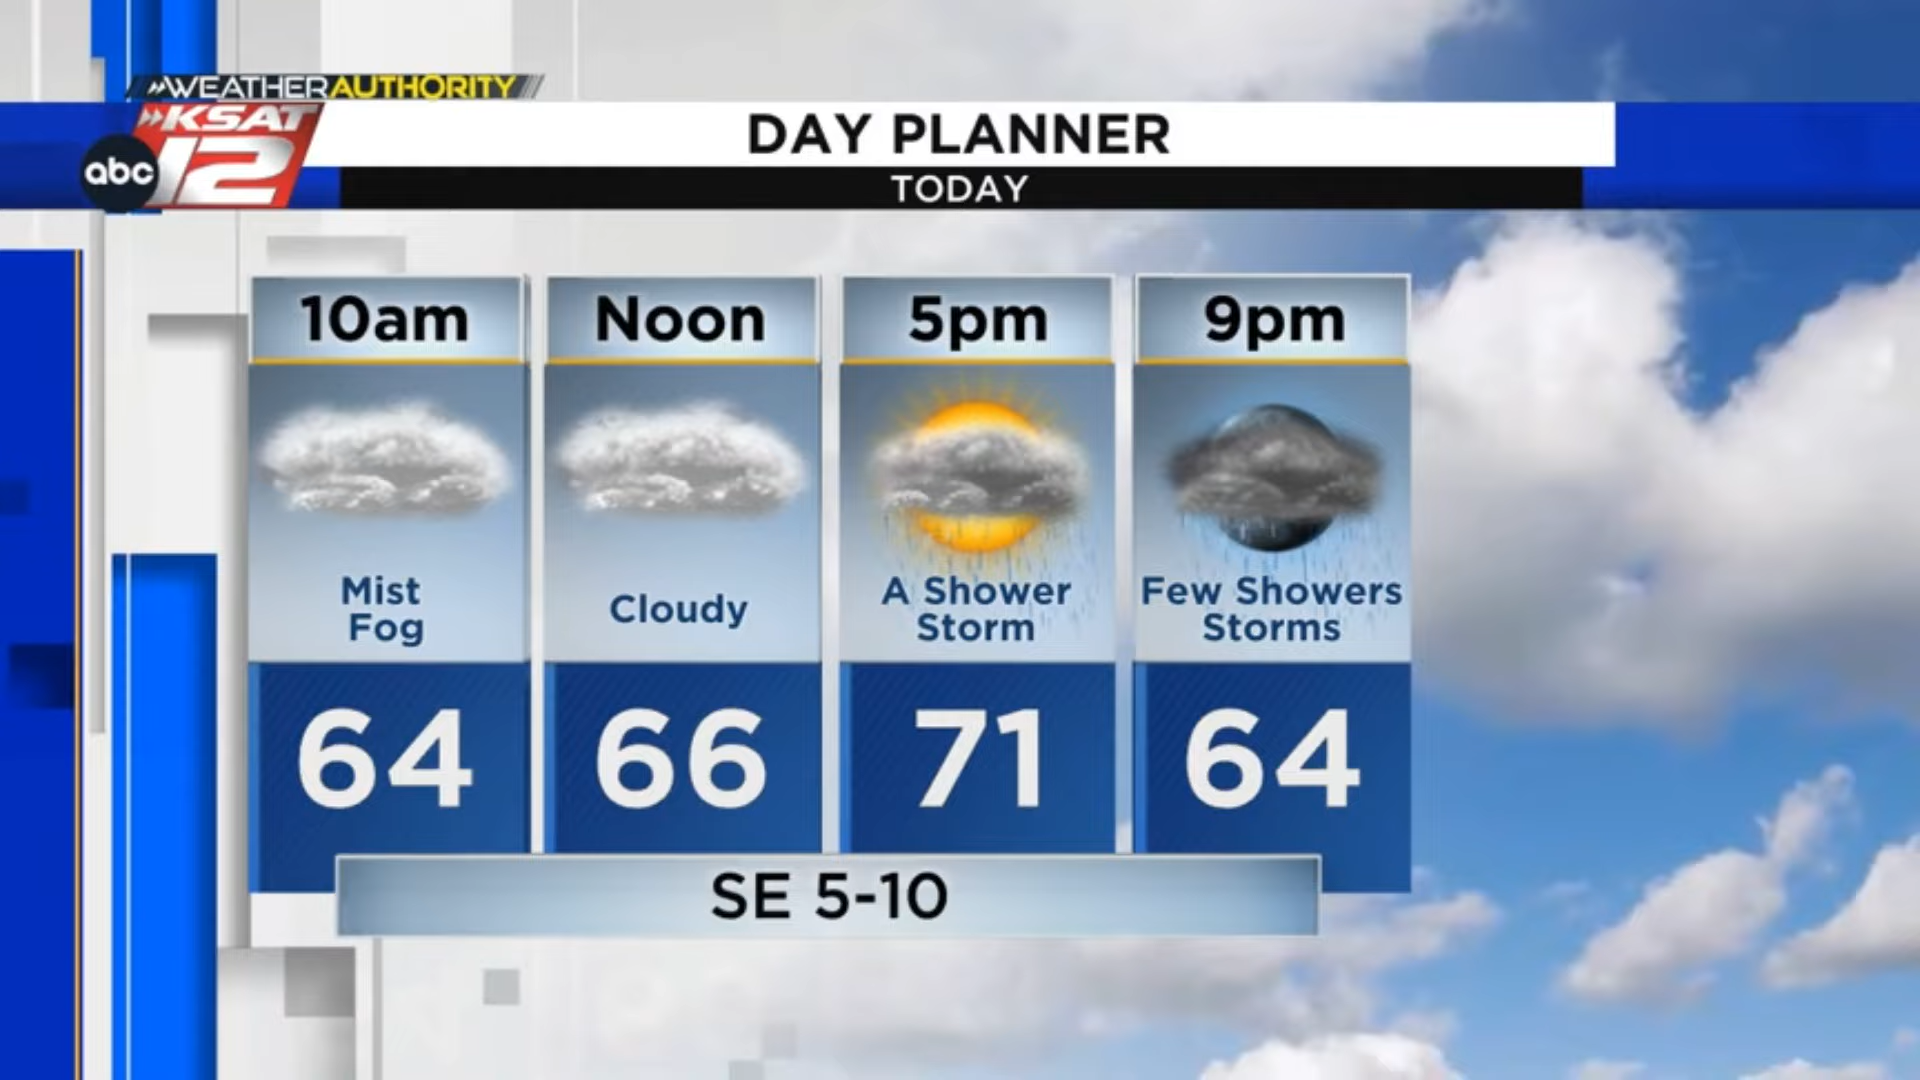 WEATHERAUTHORITY
KSAT
abc
12
DAY PLANNER
TODAY
10am
Noon
5pm
9pm
Mist
Fog
Cloudy
A Shower
Storm
Few Showers
Storms
64
66
71
64
SE 5-10